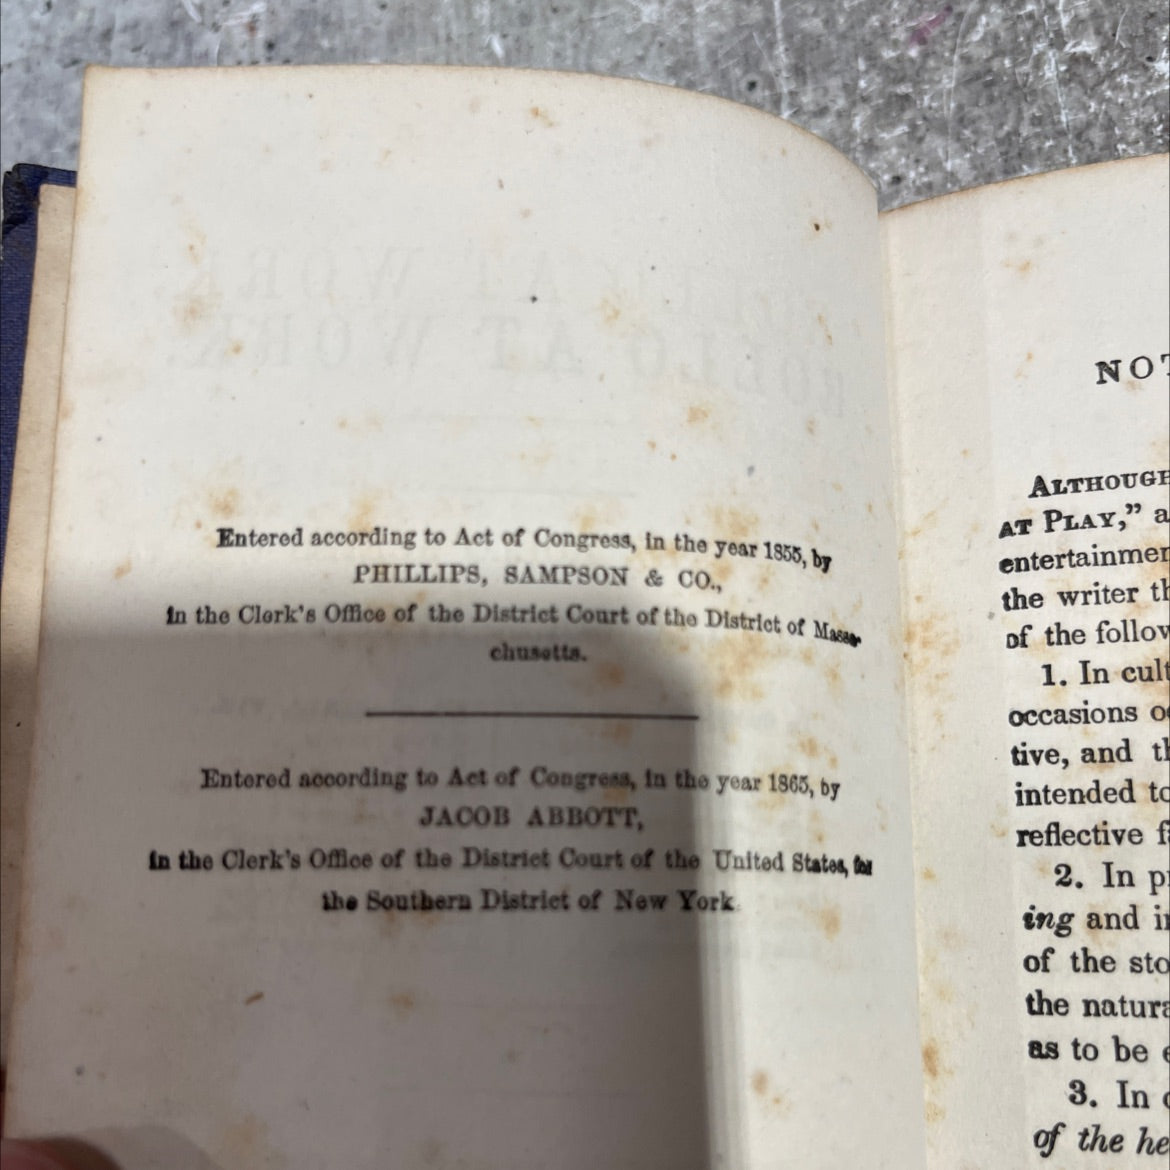 Entered according to Act of Congress, in the year 1855, by
PHILLIPS, SAMPSON & CO.,
in the Clerk's Office of the District Court of the District of Massa-
chusetts.
Entered according to Act of Congress, in the year 1865, by
JACOB ABBOTT,
in the Clerk's Office of the District Court of the United States, for
the Southern District of New York.
NOT
ALTHOUGH
AT PLAY," a
entertainmen
the writer th
of the follow
1. In cult
occasions oc
tive, and th
intended to
reflective f
2. In pr
ing and in
of the sto
the natura
as to be e
3. In
of the he